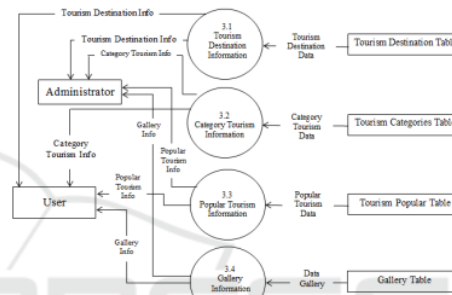 Tourism Destination Info
3.1
Tourism
Destination
Information
Tourism Destination Info
Category Tourism Info
Tourism
Destination
Data
Tourism Destination Tabl
Administrator
3.2
Category Tourism
Information
Category
Tourism
Data
Tourism Categories Tabl
Gallery
Info
Category
Tourism Info
Popular
Tourism
Info
Popular
Tourism
Info
User
3.3
Popular Tourism
Information
Popular
Tourism
Data
Tourism Popular Table
Gallery
Info
3.4
Gallery
Information
Data
Gallery
Gallery Table